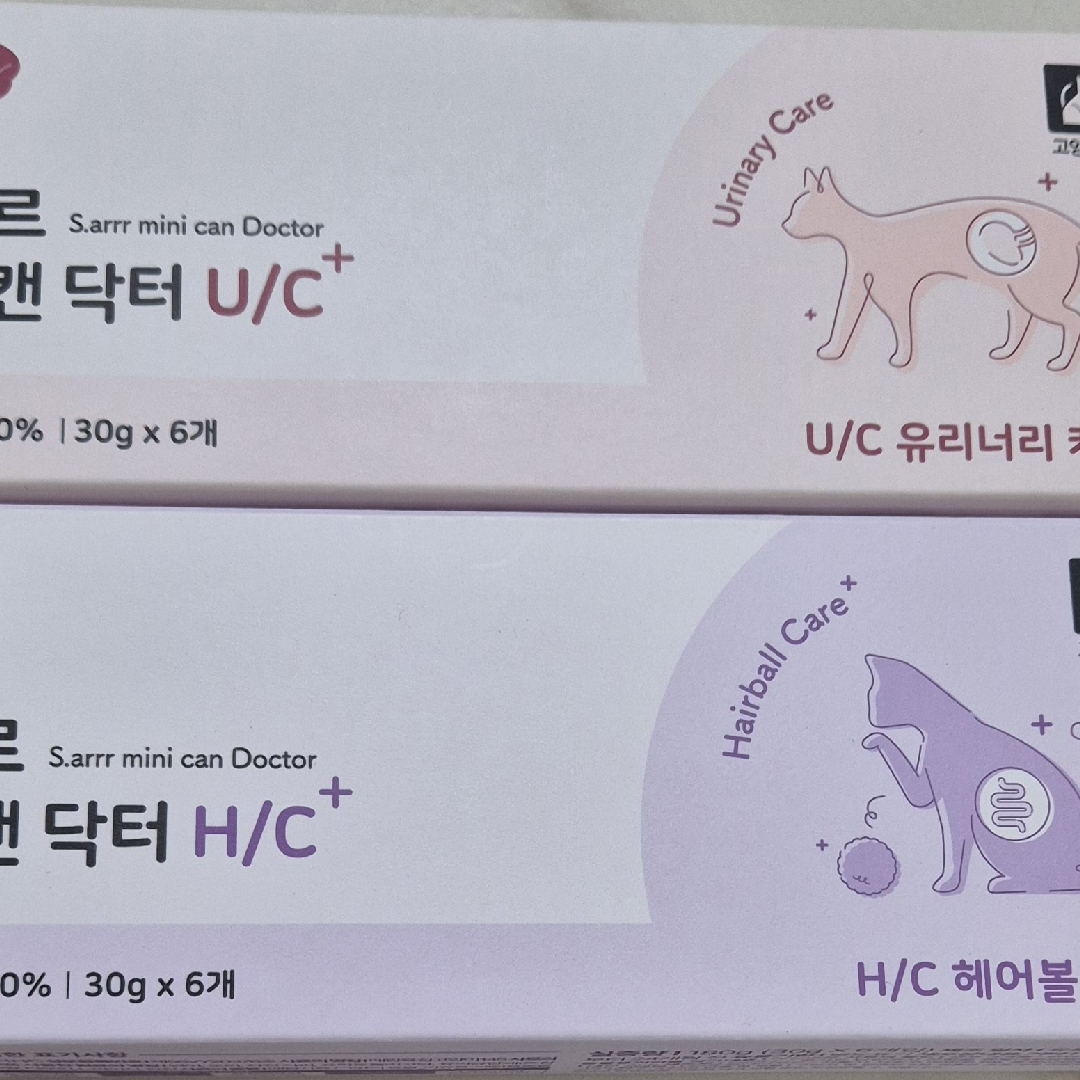 Urinary Care
르 S.arrr mini can Doctor
캔 닥터 U/C+
0% | 30g x 6개
U/C 유리너리
Hairball Care+
르 S.arrr mini can Doctor
캔 닥터 H/C+
0% | 30g x 6개
H/C 헤어볼